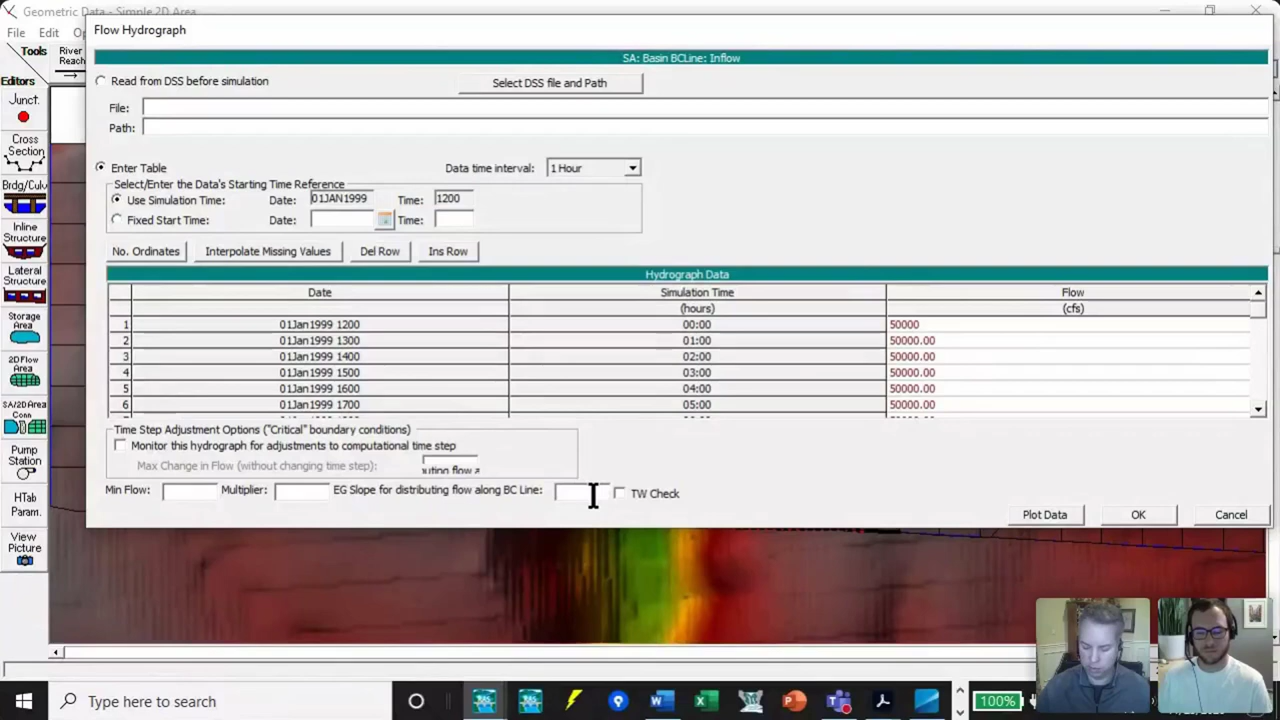 Geometric Data - Simple 2D Area
File Edit
Flow Hydrograph
Tools
River
Reach
Editors
Junct.
Cross
Section
Brdg/Culv
Inline
Structure
Lateral
Structure
Storage
Area
2D Flow
Area
SA/2D Area
Conn
Pump
Station
HTab
Param.
View
Picture
SA: Basin BCLine: Inflow
Read from DSS before simulation
Select DSS file and Path
File:
Path:
Enter Table
Data time interval: 1 Hour
Select/Enter the Data's Starting Time Reference
Use Simulation Time: Date: 01JAN1999 Time: 1200
Fixed Start Time: Date: Time:
No. Ordinates Interpolate Missing Values Del Row Ins Row
Hydrograph Data
Date Simulation Time Flow
(hours) (cfs)
1 01Jan1999 1200 00:00 50000
2 01Jan1999 1300 01:00 50000.00
3 01Jan1999 1400 02:00 50000.00
4 01Jan1999 1500 03:00 50000.00
5 01Jan1999 1600 04:00 50000.00
6 01Jan1999 1700 05:00 50000.00
Time Step Adjustment Options ("Critical" boundary conditions)
Monitor this hydrograph for adjustments to computational time step
Max Change in Flow (without changing time step):
Min Flow: Multiplier: EG Slope for distributing flow along BC Line: TW Check
Plot Data OK Cancel
Type here to search
100%